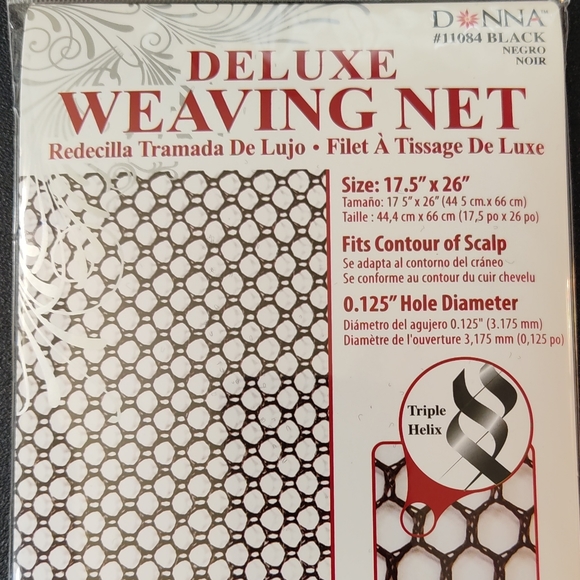 DONNA™
#11084 BLACK
NEGRO
NOIR
DELUXE
WEAVING NET
Redecilla Tramada De Lujo • Filet À Tissage De Luxe
Size: 17.5” x 26”
Tamaño: 17 5” x 26” (44 5 cm.x 66 cm)
Taille : 44,4 cm x 66 cm (17,5 po x 26 po)
Fits Contour of Scalp
Se adapta al contorno del cráneo
Se conforme au contour du cuir chevelu
0.125” Hole Diameter
Diámetro del agujero 0.125" (3.175 mm)
Diamètre de l'ouverture 3,175 mm (0,125 po)
Triple
Helix